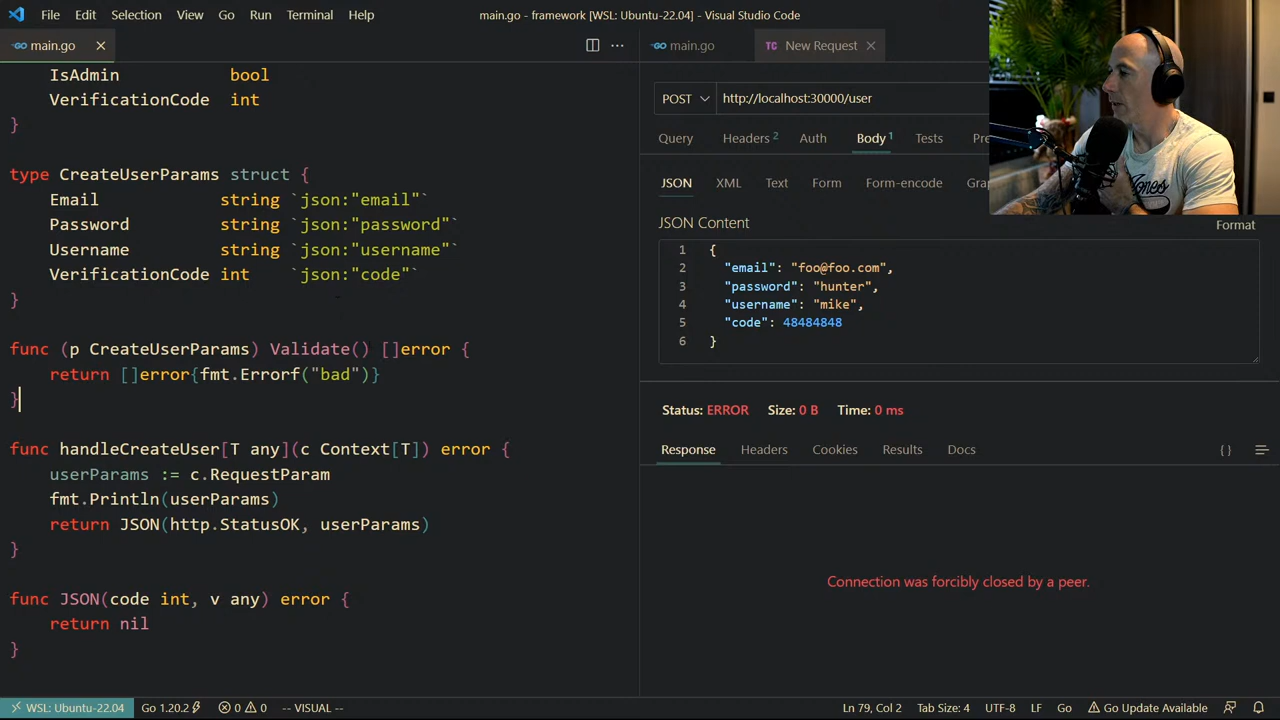 File Edit Selection View Go Run Terminal Help
main.go - framework [WSL: Ubuntu-22.04] - Visual Studio Code
main.go
IsAdmin bool
VerificationCode int
}
type CreateUserParams struct {
Email string `json:"email"`
Password string `json:"password"`
Username string `json:"username"`
VerificationCode int `json:"code"`
}
func (p CreateUserParams) Validate() []error {
return []error{fmt.Errorf("bad")}
}
func handleCreateUser[T any](c Context[T]) error {
userParams := c.RequestParam
fmt.Println(userParams)
return JSON(http.StatusOK, userParams)
}
func JSON(code int, v any) error {
return nil
}
main.go
TC New Request
POST http://localhost:30000/user
Query Headers 2 Auth Body 1 Tests Pre
JSON XML Text Form Form-encode Grap
JSON Content
Format
1 {
2 "email": "foo@foo.com",
3 "password": "hunter",
4 "username": "mike",
5 "code": 48484848
6 }
Status: ERROR Size: 0 B Time: 0 ms
Response Headers Cookies Results Docs { }
Connection was forcibly closed by a peer.
WSL: Ubuntu-22.04 Go 1.20.2 0 0 -- VISUAL -- Ln 79, Col 2 Tab Size: 4 UTF-8 LF Go Go Update Available